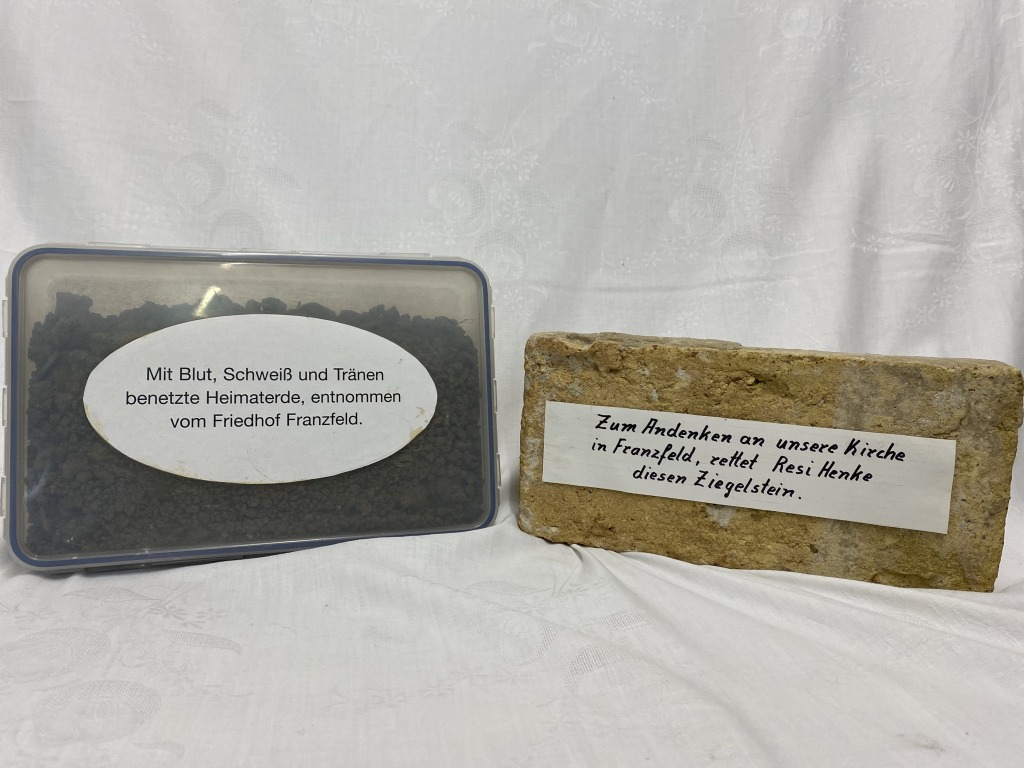 Mit Blut, Schweiß und Tränen
benetzte Heimaterde, entnommen
vom Friedhof Franzfeld.
Zum Andenken an unsere Kirche
in Franzfeld, rettet Resi Henke
diesen Ziegelstein.